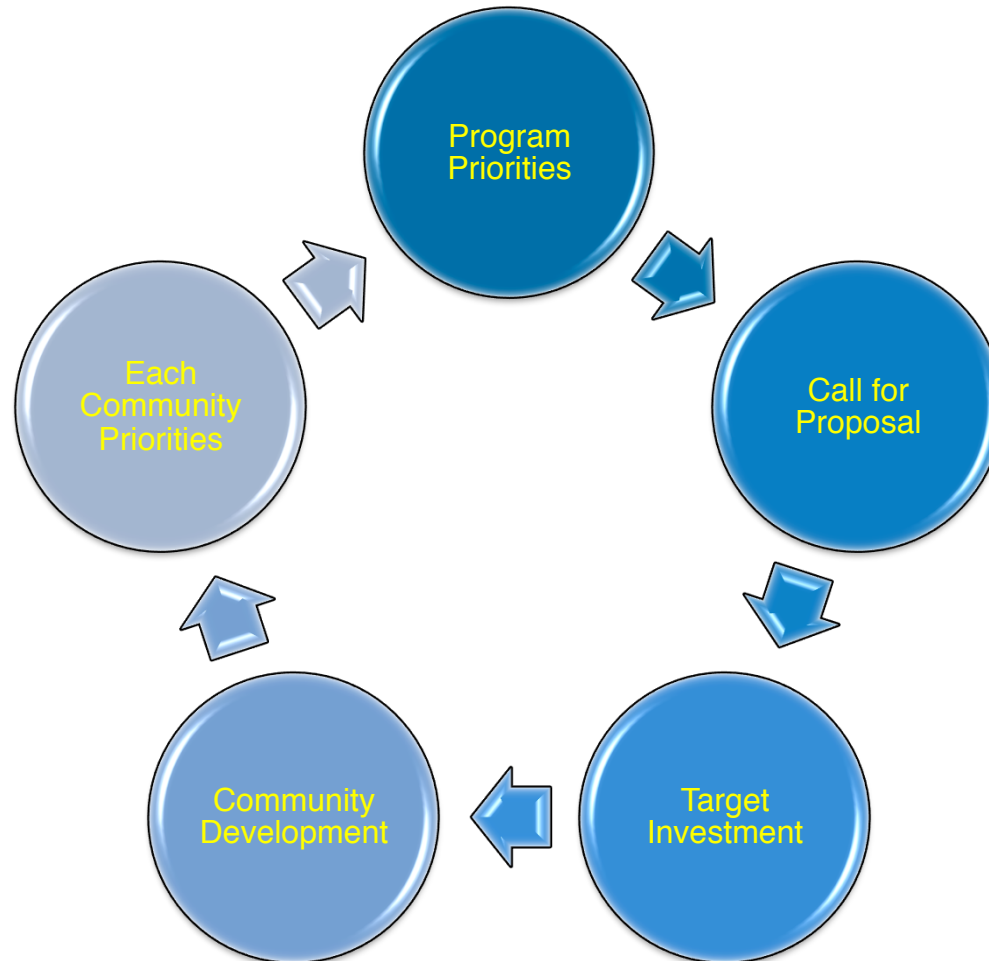 Program
Priorities
Call for
Proposal
Target
Investment
Community
Development
Each
Community
Priorities